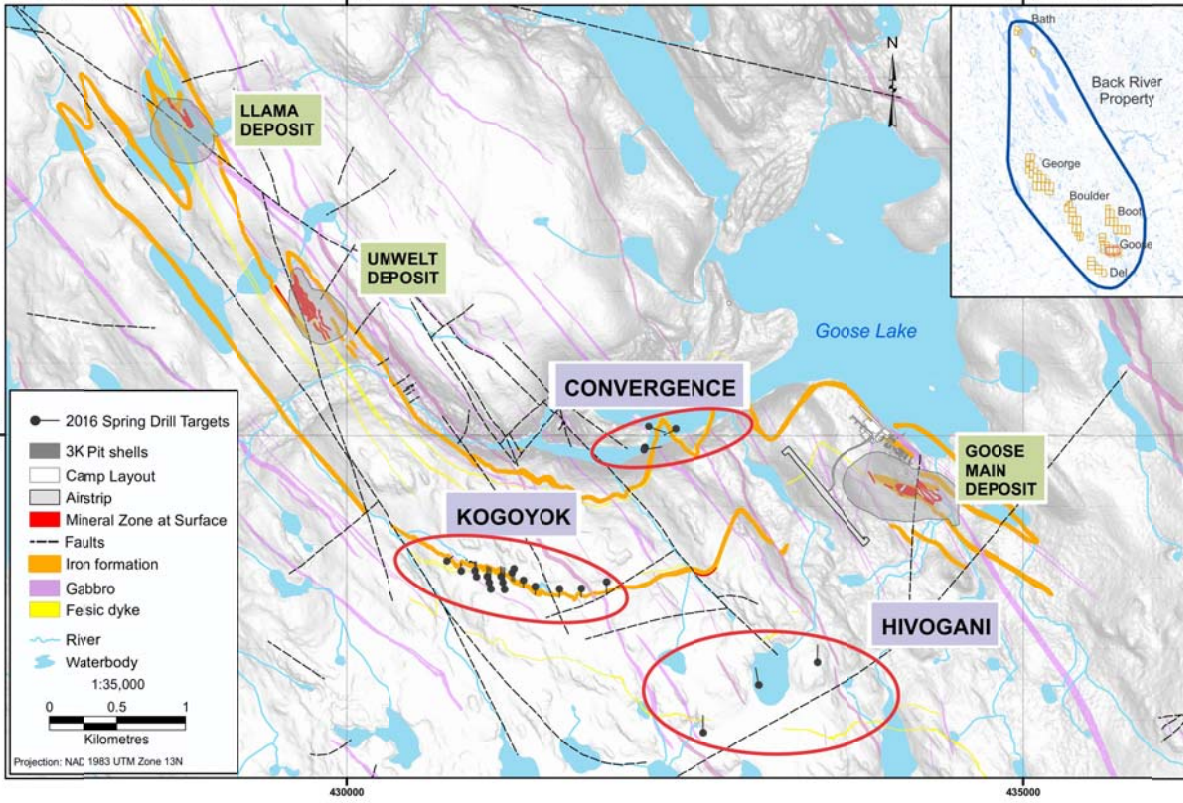 LLAMA
DEPOSIT
UMWELT
DEPOSIT
N
Bath
Back River
Property
George
Boulder
Boot
Goose
Del
Goose Lake
CONVERGENCE
KOGOYOK
GOOSE
MAIN
DEPOSIT
HIVOGANI
2016 Spring Drill Targets
3K Pit shells
Camp Layout
Airstrip
Mineral Zone at Surface
Faults
Iron formation
Gabbro
Fesic dyke
River
Waterbody
1:35,000
0 0.5 1
Kilometres
Projection: NAD 1983 UTM Zone 13N
430000
435000